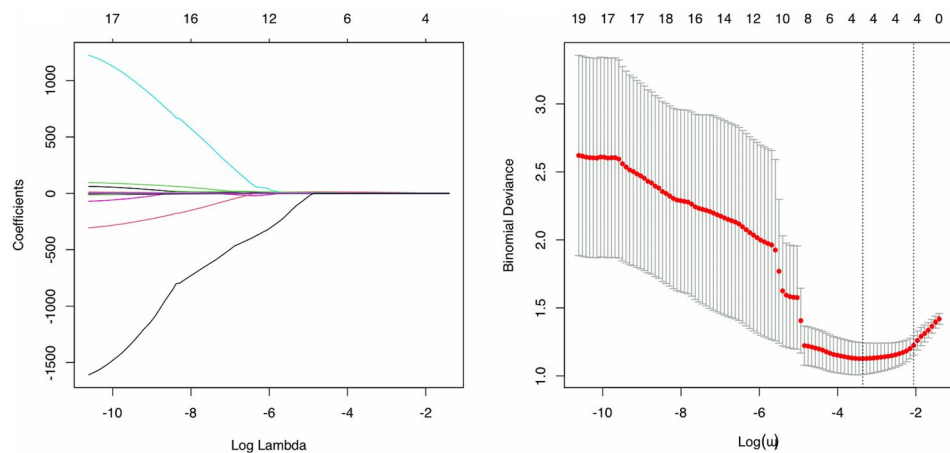 17 16 12 6 4
Coefficients
1000
500
0
-500
-1000
-1500
-10 -8 -6 -4 -2
Log Lambda
19 17 17 16 14 12 9 8 6 4 4 4 4 0
Binomial Deviance
3.0
2.5
2.0
1.5
1.0
-10 -8 -6 -4 -2
Log(ω)